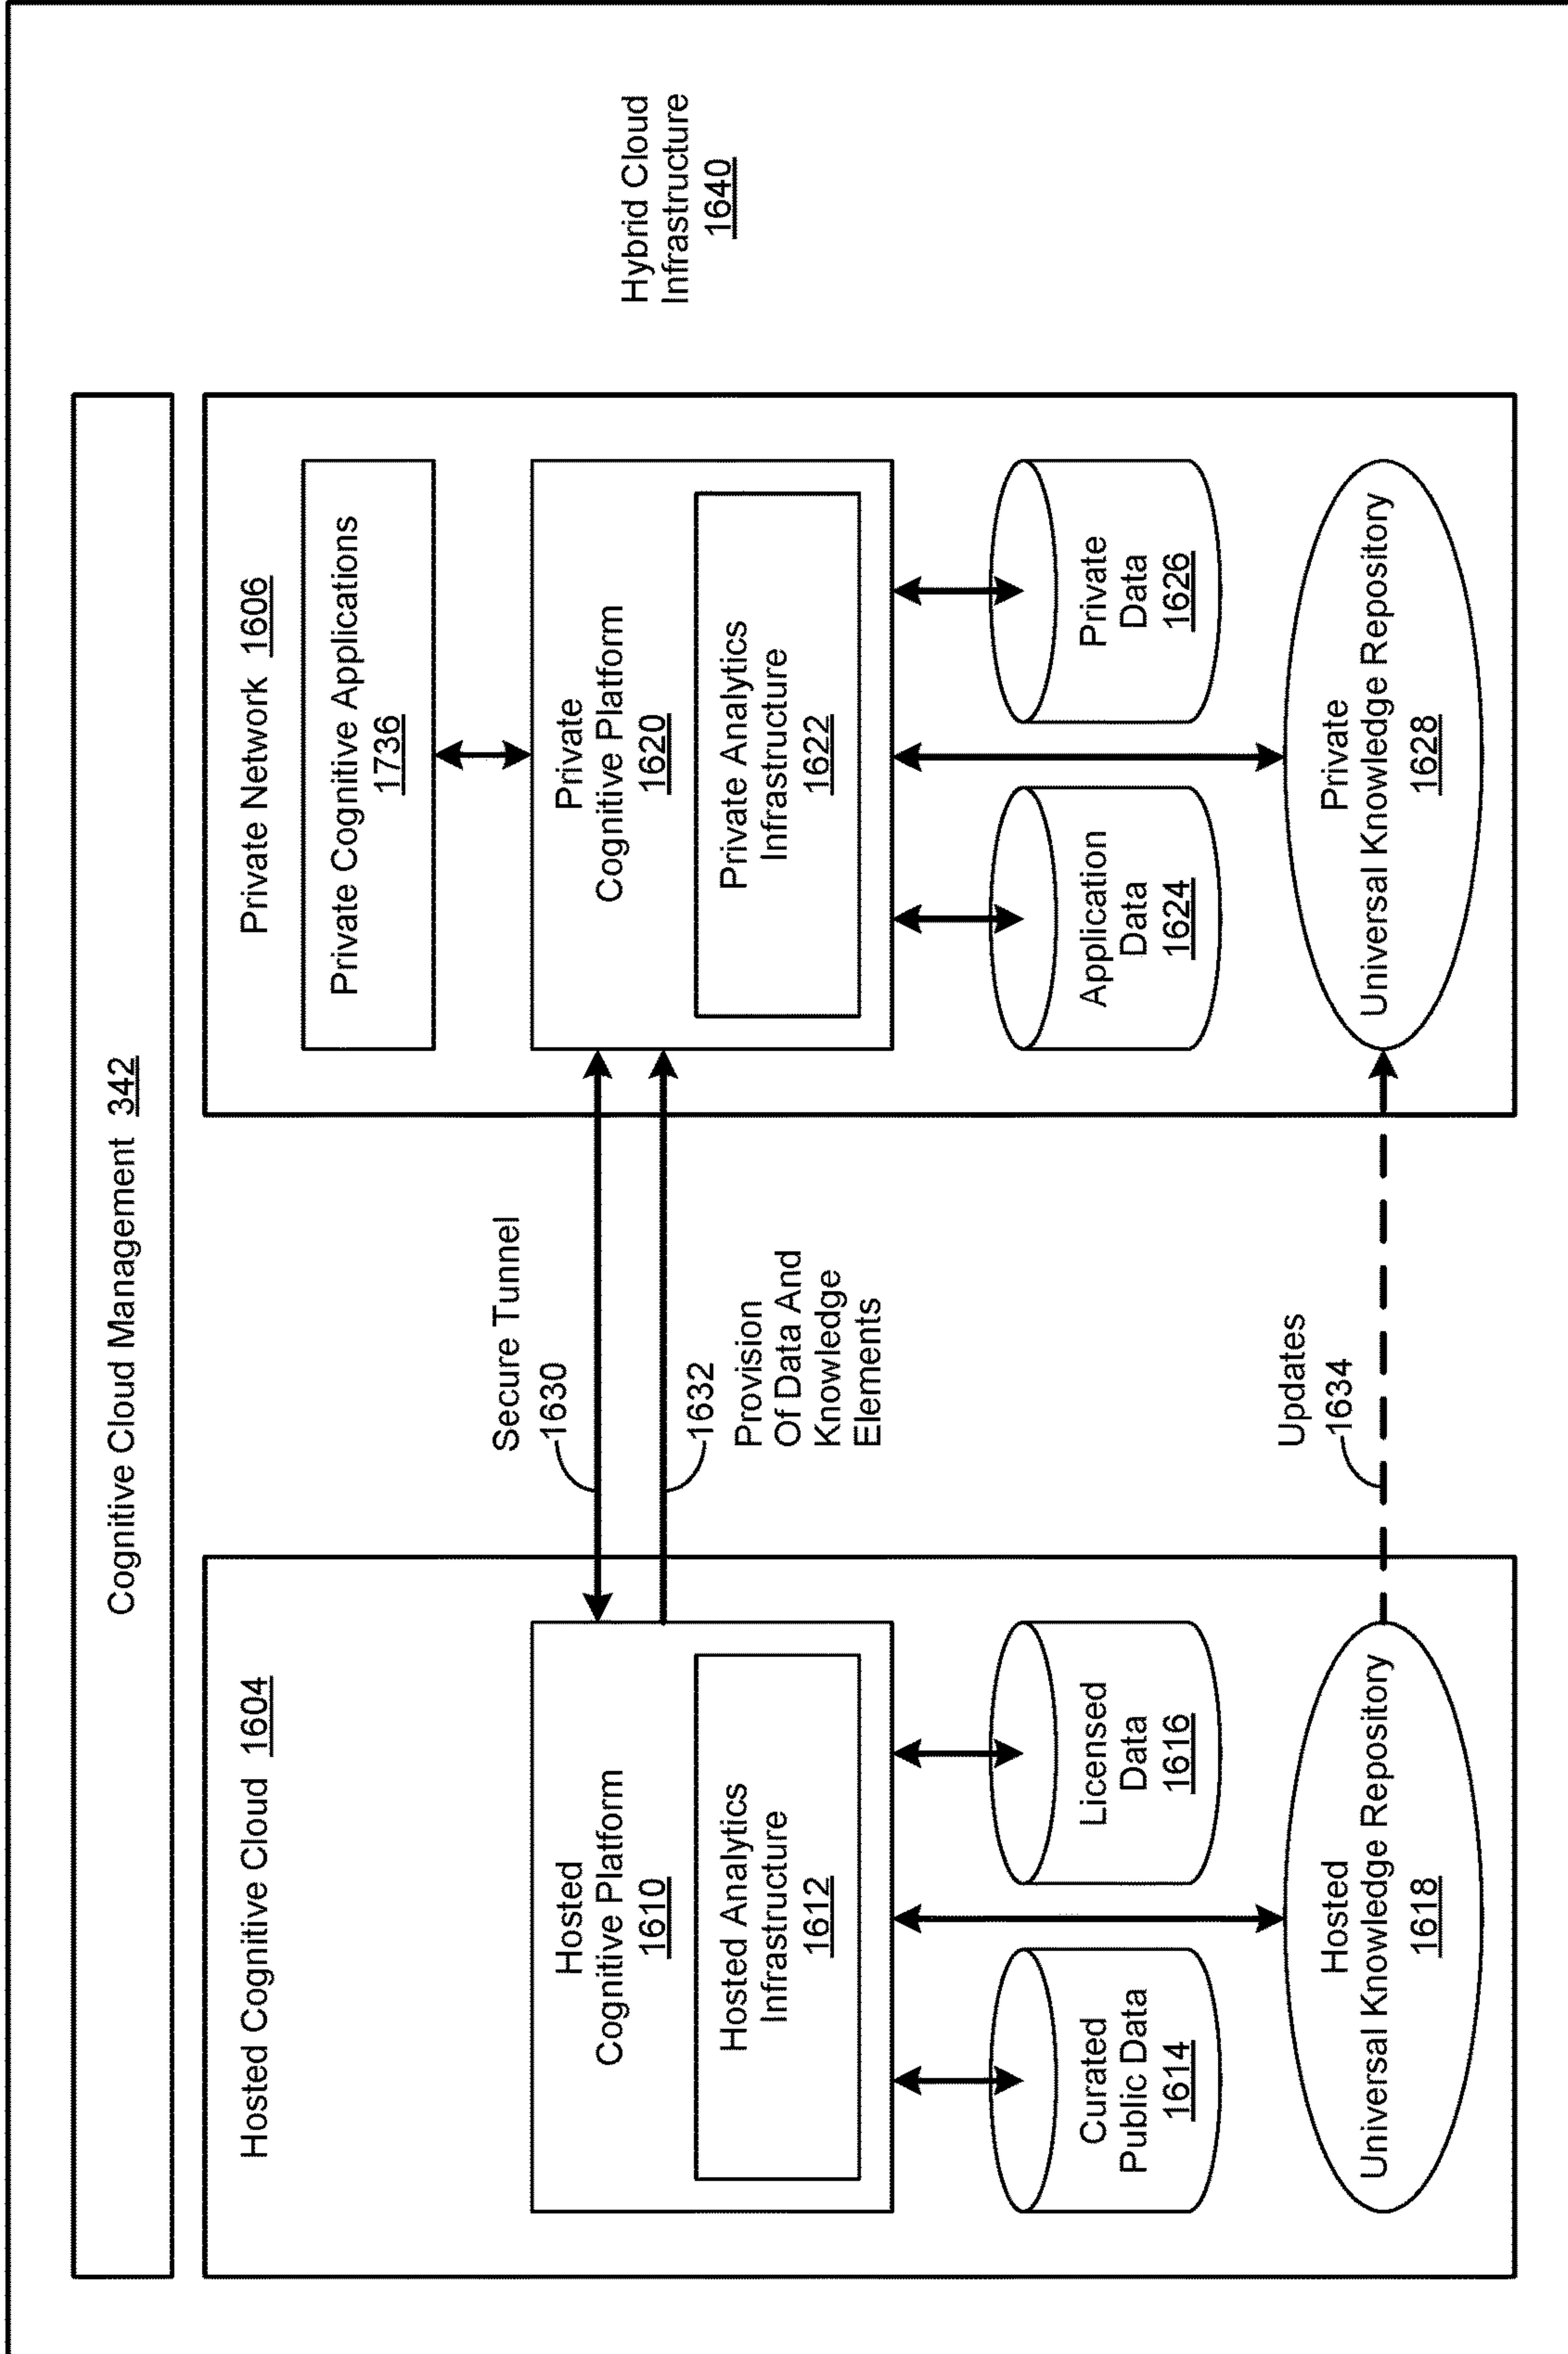 Cognitive Cloud Management 342
Hosted Cognitive Cloud 1604
Hosted
Cognitive Platform
1610
Hosted Analytics
Infrastructure
1612
Curated
Public Data
1614
Licensed
Data
1616
Hosted
Universal Knowledge Repository
1618
Secure Tunnel
1630
1632
Provision
Of Data And
Knowledge
Elements
Updates
1634
Private Network 1606
Private Cognitive Applications
1736
Private
Cognitive Platform
1620
Private Analytics
Infrastructure
1622
Application
Data
1624
Private
Data
1626
Private
Universal Knowledge Repository
1628
Hybrid Cloud
Infrastructure
1640